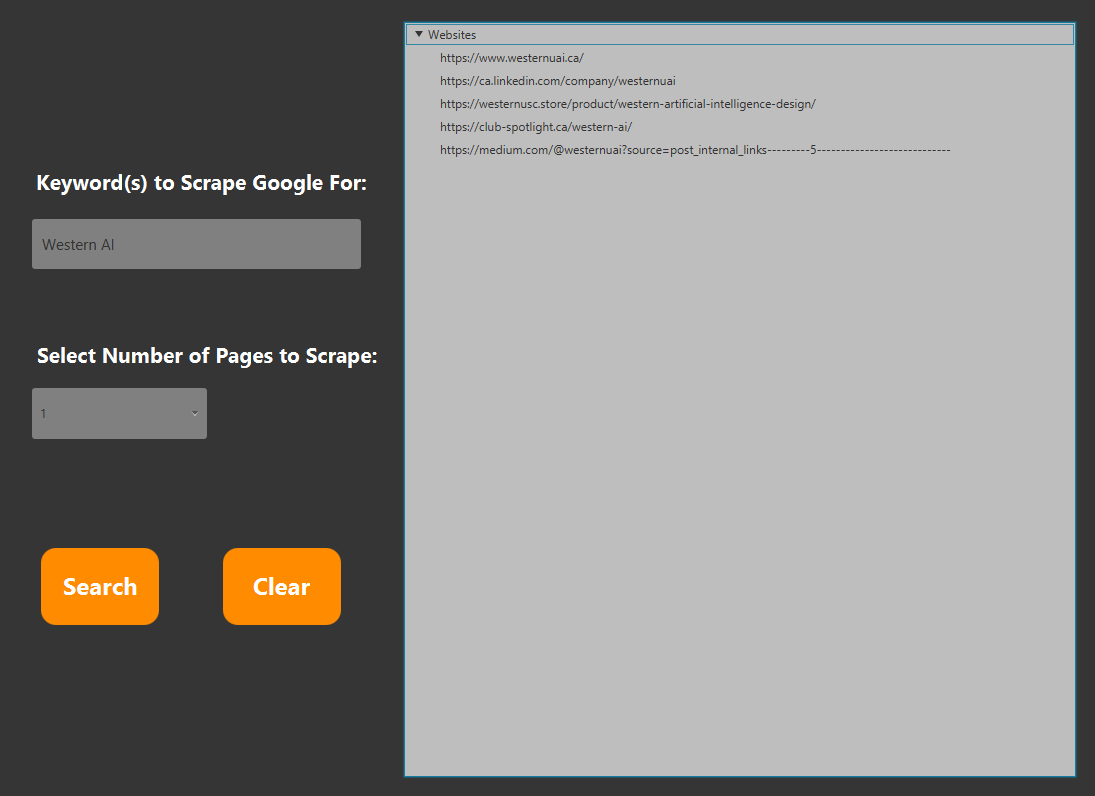 Keyword(s) to Scrape Google For:
Western AI
Select Number of Pages to Scrape:
1
Search
Clear
Websites
https://www.westernuai.ca/
https://ca.linkedin.com/company/westernuai
https://westernusc.store/product/western-artificial-intelligence-design/
https://club-spotlight.ca/western-ai/
https://medium.com/@westernuai?source=post_internal_links---------5----------------------------